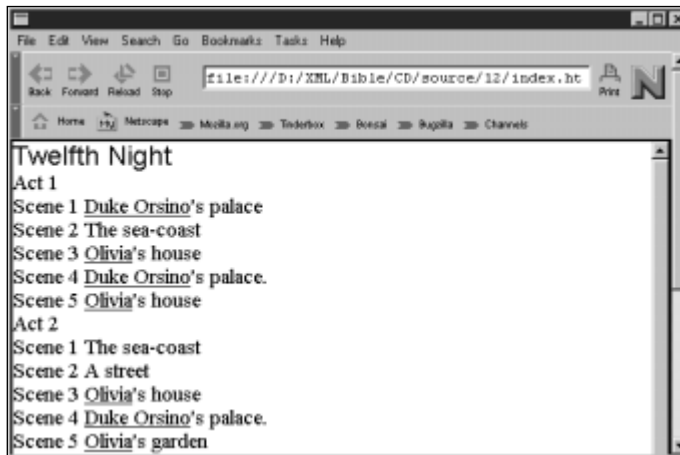 File Edit View Search Go Bookmarks Tasks Help
file:///D:/XML/Bible/CD/source/12/index.ht
Print N
Back Forward Reload Stop
Home My Netscape Mozilla.org Tinderbox Bonsai Bugzilla Channels
Twelfth Night
Act 1
Scene 1 Duke Orsino's palace
Scene 2 The sea-coast
Scene 3 Olivia's house
Scene 4 Duke Orsino's palace.
Scene 5 Olivia's house
Act 2
Scene 1 The sea-coast
Scene 2 A street
Scene 3 Olivia's house
Scene 4 Duke Orsino's palace.
Scene 5 Olivia's garden